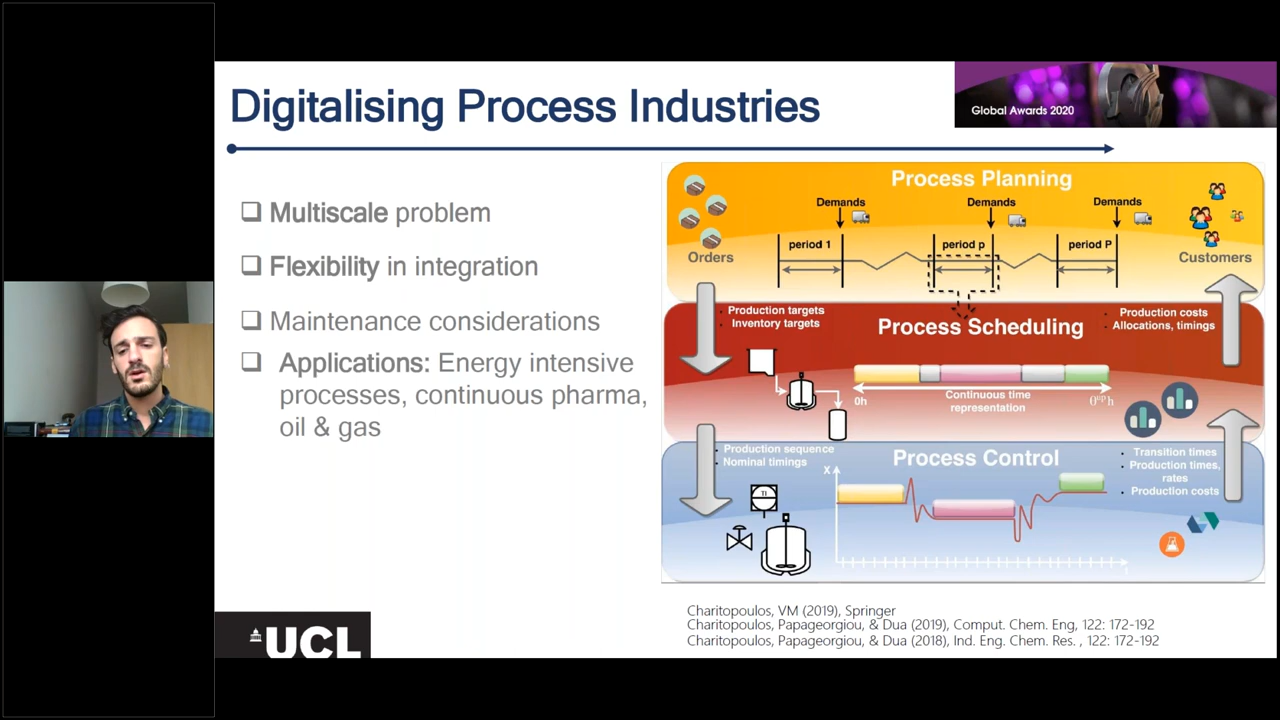 Digitalising Process Industries
Global Awards 2020
❑ Multiscale problem
❑ Flexibility in integration
❑ Maintenance considerations
❑ Applications: Energy intensive
processes, continuous pharma,
oil & gas
Process Planning
Demands
Demands
Demands
period 1
period p
period P
Orders
Customers
• Production targets
• Inventory targets
Process Scheduling
• Production costs
• Allocations, timings
0h
Continuous time
representation
θᵘᵖ h
• Production sequence
• Nominal timings
Process Control
• Transition times
• Production times,
rates
• Production costs
X
TI
t
Charitopoulos, VM (2019), Springer
Charitopoulos, Papageorgiou, & Dua (2019), Comput. Chem. Eng, 122: 172-192
Charitopoulos, Papageorgiou, & Dua (2018), Ind. Eng. Chem. Res. , 122: 172-192
UCL